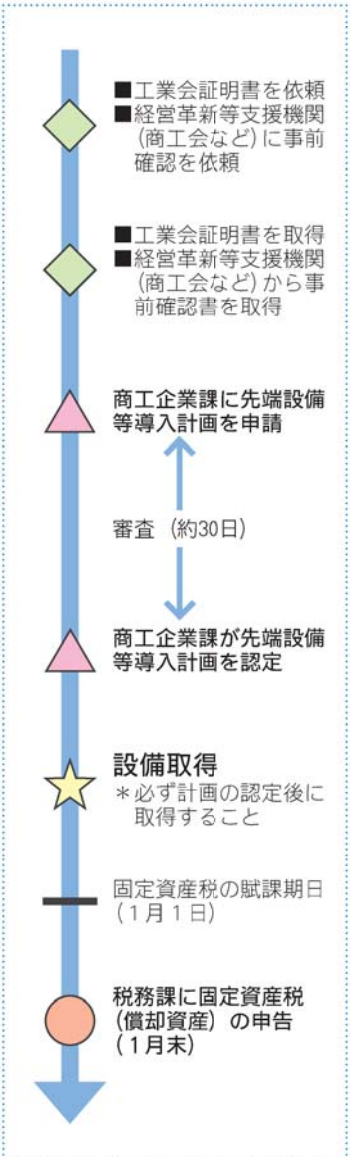 ■工業会証明書を依頼
■経営革新等支援機関
(商工会など)に事前
確認を依頼
■工業会証明書を取得
■経営革新等支援機関
(商工会など)から事
前確認書を取得
商工企業課に先端設備
等導入計画を申請
審査（約30日）
商工企業課が先端設備
等導入計画を認定
設備取得
＊必ず計画の認定後に
取得すること
固定資産税の賦課期日
（１月１日）
税務課に固定資産税
(償却資産）の申告
（１月末）